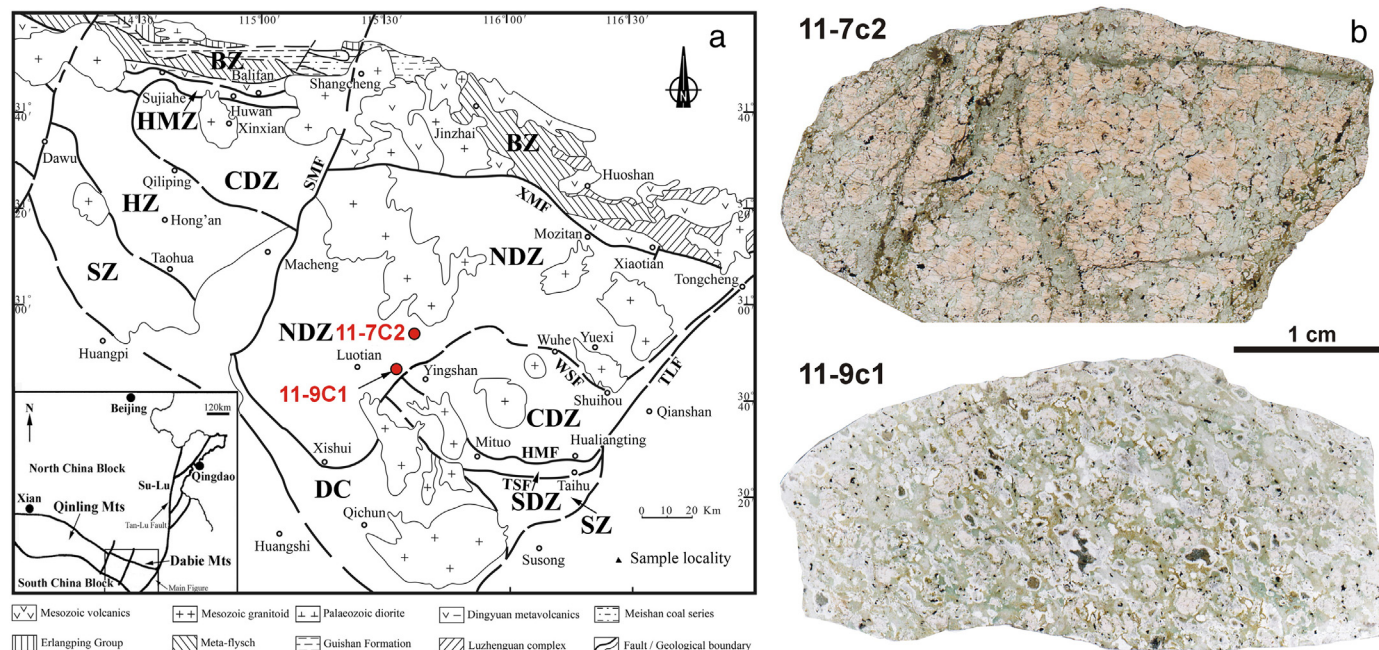 114°30′
115°00′
115°30′
116°00′
116°30′
a
BZ
Balifan
Shangcheng
N
Sujiahe
Huwan
HMZ
Xinxian
Jinzhai
31°
40′
31°
40′
Dawu
BZ
SMF
CDZ
Qiliping
Huoshan
XMF
HZ
Hong'an
31°
20′
31°
20′
Mozitan
NDZ
Taohua
Macheng
Xiaotian
SZ
Tongcheng
31°
00′
31°
00′
NDZ
11-7C2
Huangpi
Wuhe
Yuexi
Luotian
WSF
TLF
Yingshan
11-9C1
Shuihou
CDZ
Qianshan
30°
40′
N
120km
Beijing
Xishui
Mituo
Hualiangting
HMF
North China Block
Su-Lu
Qingdao
DC
TSF
Taihu
SDZ
30°
20′
Xian
Qinling Mts
Tan-Lu Fault
Qichun
SZ
0 10 20 Km
Huangshi
Dabie Mts
Susong
Sample locality
South China Block
Main Figure
Mesozoic volcanics
Mesozoic granitoid
Palaeozoic diorite
Dingyuan metavolcanics
Meishan coal series
Erlangping Group
Meta-flysch
Guishan Formation
Luzhenguan complex
Fault / Geological boundary
11-7c2
b
1 cm
11-9c1